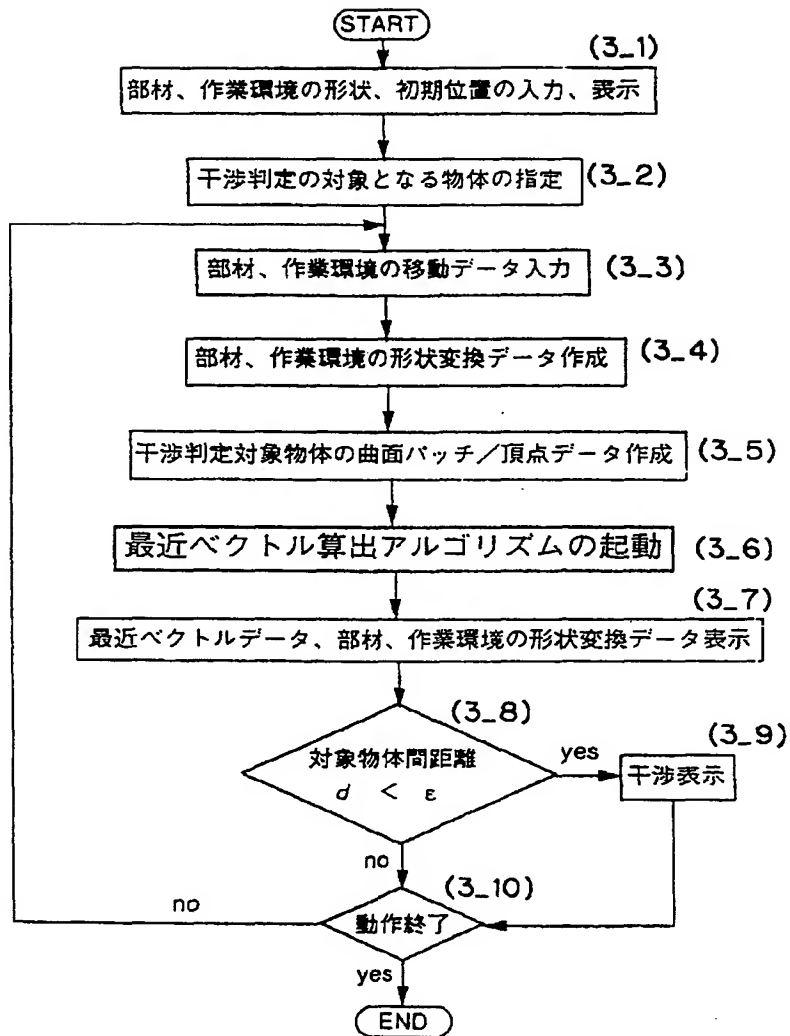 START
(3_1)
部材、作業環境の形状、初期位置の入力、表示
干渉判定の対象となる物体の指定 (3_2)
部材、作業環境の移動データ入力 (3_3)
部材、作業環境の形状変換データ作成 (3_4)
干渉判定対象物体の曲面パッチ／頂点データ作成 (3_5)
最近ベクトル算出アルゴリズムの起動 (3_6)
(3_7)
最近ベクトルデータ、部材、作業環境の形状変換データ表示
(3_8)
対象物体間距離
d < ε
yes
(3_9)
干渉表示
no
(3_10)
動作終了
no
yes
END